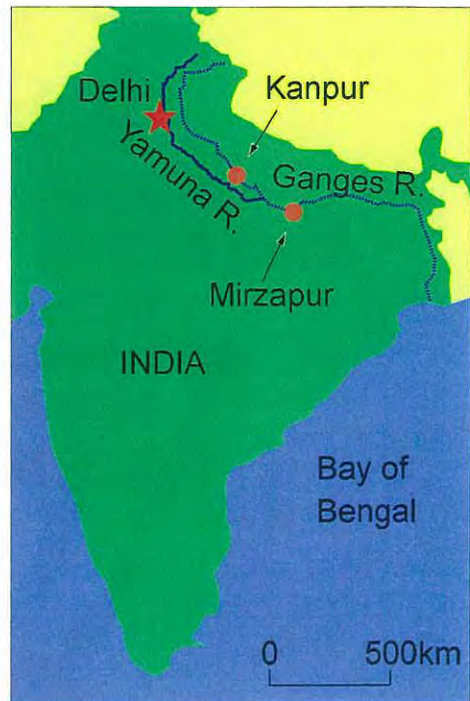 Delhi
Kanpur
Yamuna R.
Ganges R.
Mirzapur
INDIA
Bay of
Bengal
0 500km